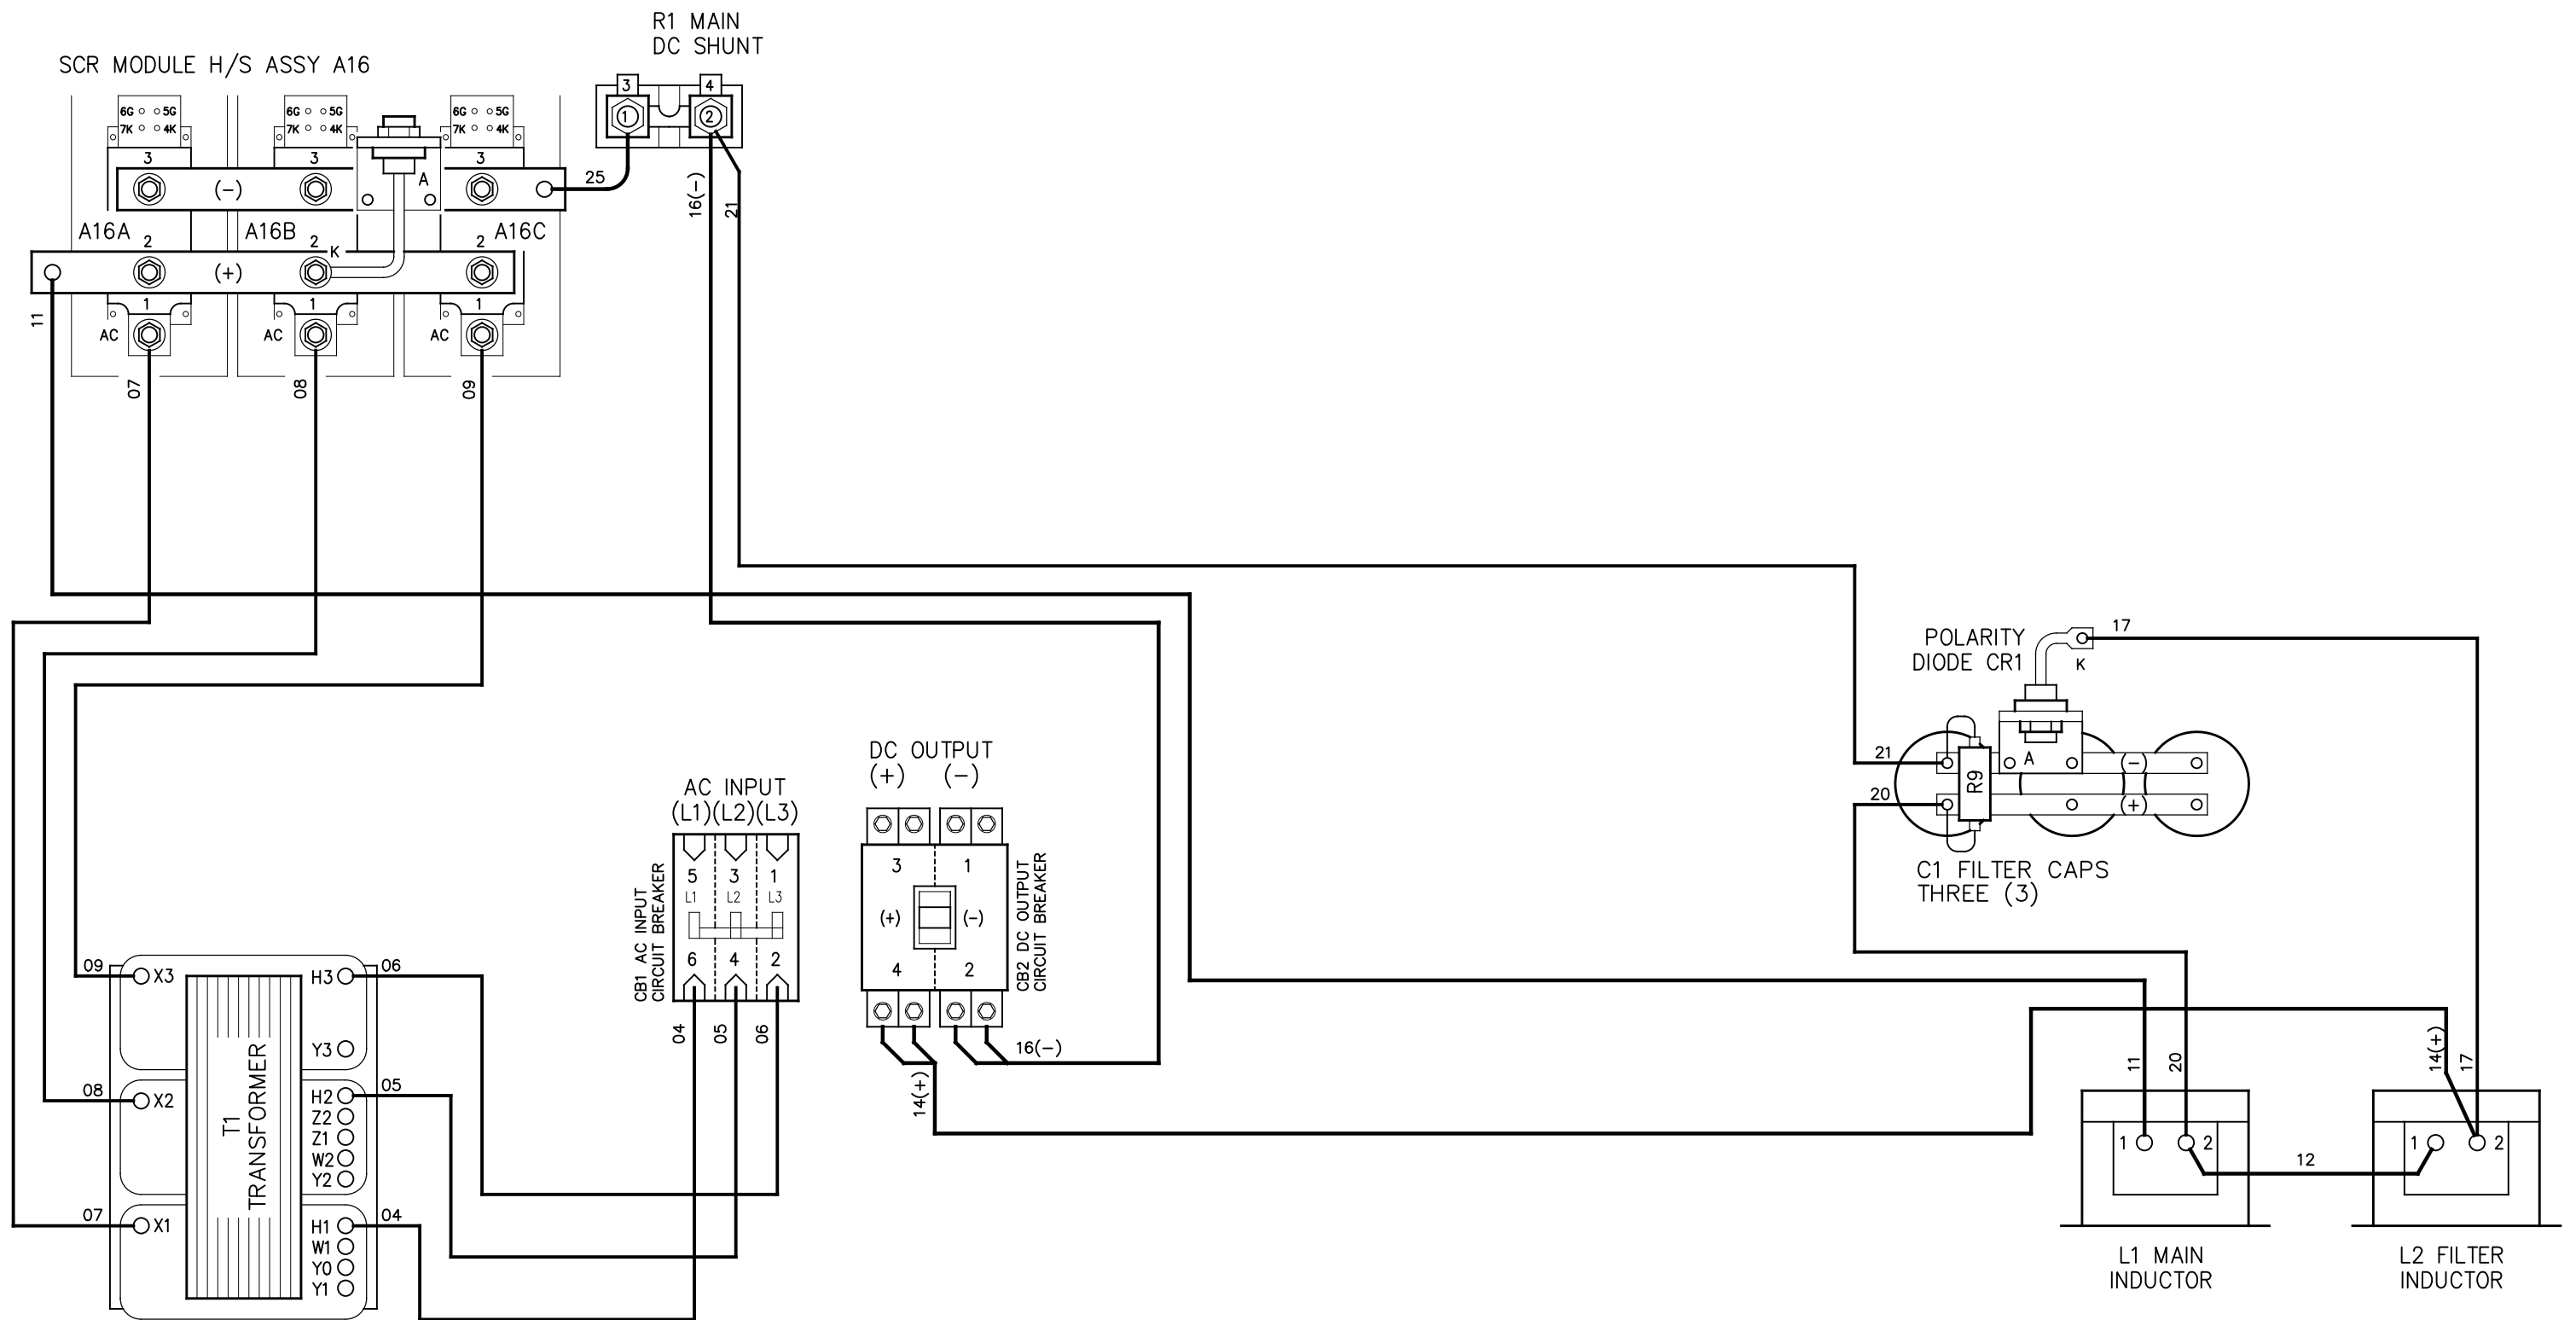 R1 MAIN
DC SHUNT
SCR MODULE H/S ASSY A16
3 4
1 2
6G 5G
7K 4K
6G 5G
7K 4K
6G 5G
7K 4K
3 3 3
(-)
A
25
16(-)
21
A16A A16B A16C
2 2 2
K
(+)
1 1 1
AC AC AC
11
07
08
09
POLARITY
DIODE CR1
17
K
21
A
(-)
R9
20
(+)
C1 FILTER CAPS
THREE (3)
DC OUTPUT
(+) (-)
AC INPUT
(L1)(L2)(L3)
5 3 1
L1 L2 L3
6 4 2
CB1 AC INPUT
CIRCUIT BREAKER
04
05
06
3 1
(+) (-)
4 2
CB2 DC OUTPUT
CIRCUIT BREAKER
16(-)
14(+)
09 X3 H3 06
Y3
08 X2 H2 05
Z2
Z1
W2
Y2
07 X1 H1 04
W1
Y0
Y1
T1
TRANSFORMER
11
20
14(+)
17
1 2
12
1 2
L1 MAIN
INDUCTOR
L2 FILTER
INDUCTOR